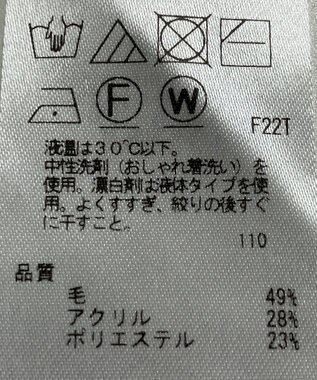 F W
F22T
液温は30℃以下。
中性洗剤（おしゃれ着洗い）を
使用。漂白剤は液体タイプを使
用。よくすすぎ、絞りの後すぐ
に干すこと。
110
品質
毛 49%
アクリル 28%
ポリエステル 23%